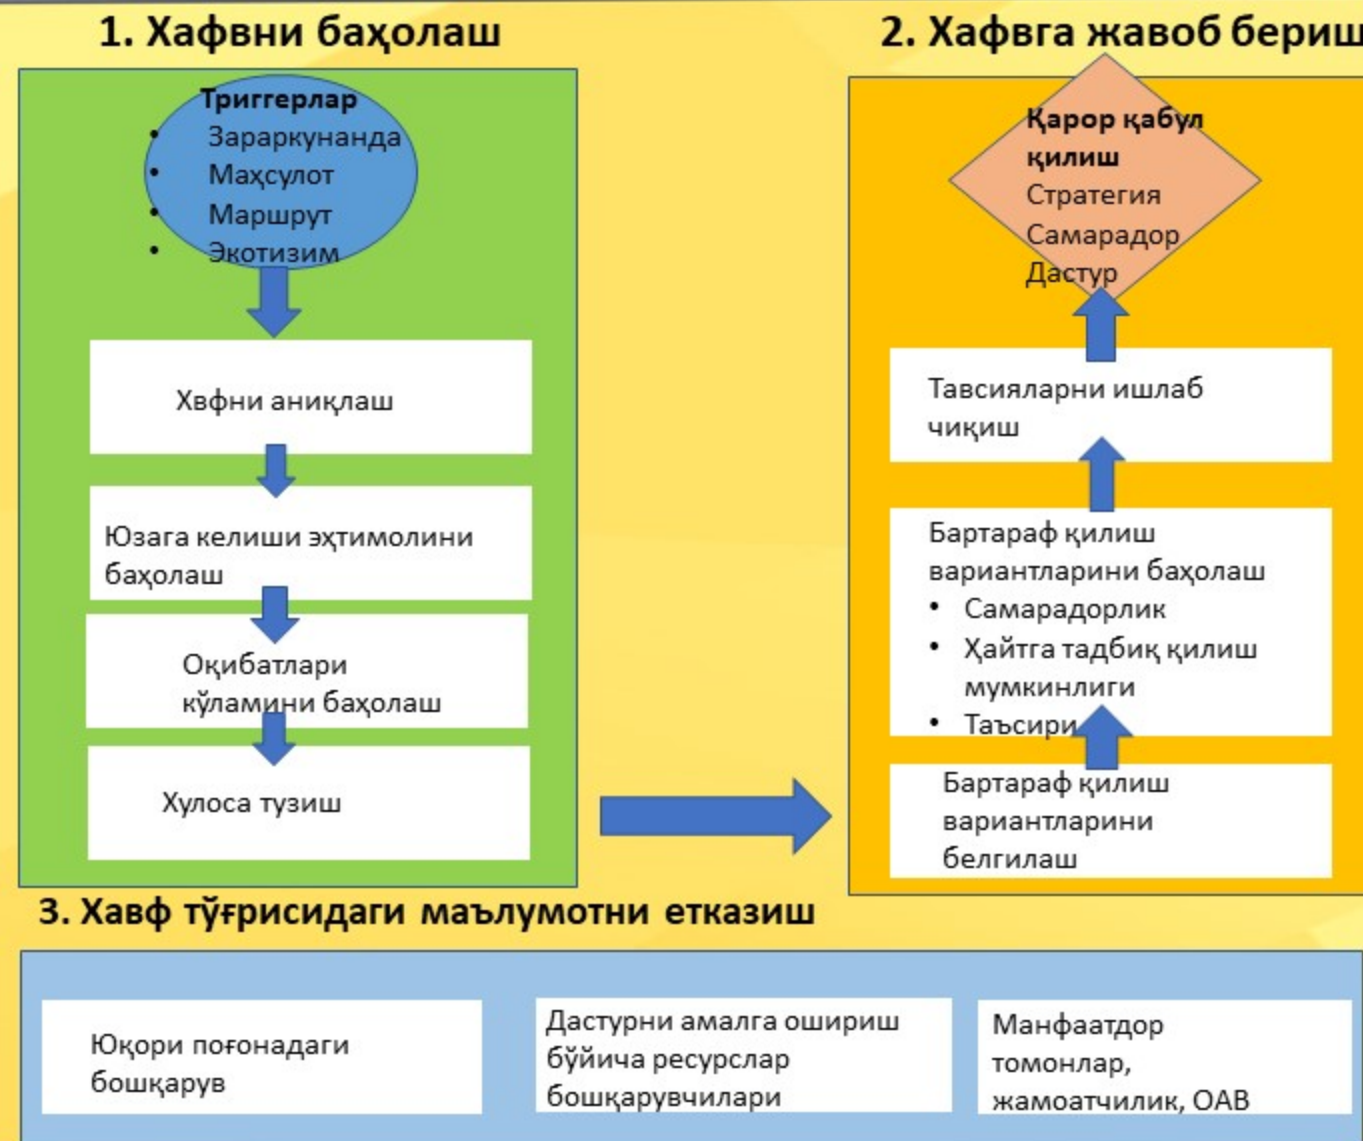 1. Хафвни баҳолаш
Триггерлар
• Зараркунанда
• Маҳсулот
• Маршрут
• Экотизим
Хвфни аниқлаш
Юзага келиши эҳтимолини
баҳолаш
Оқибатлари
кўламини баҳолаш
Хулоса тузиш
2. Хафвга жавоб бериш
Қарор қабул
қилиш
Стратегия
Самарадор
Дастур
Тавсияларни ишлаб
чиқиш
Бартараф қилиш
вариантларини баҳолаш
• Самарадорлик
• Ҳайтга тадбиқ қилиш
мумкинлиги
• Таъсири
Бартараф қилиш
вариантларини
белгилаш
3. Хавф тўғрисидаги маълумотни етказиш
Юқори поғонадаги
бошқарув
Дастурни амалга ошириш
бўйича ресурслар
бошқарувчилари
Манфаатдор
томонлар,
жамоатчилик, ОАВ